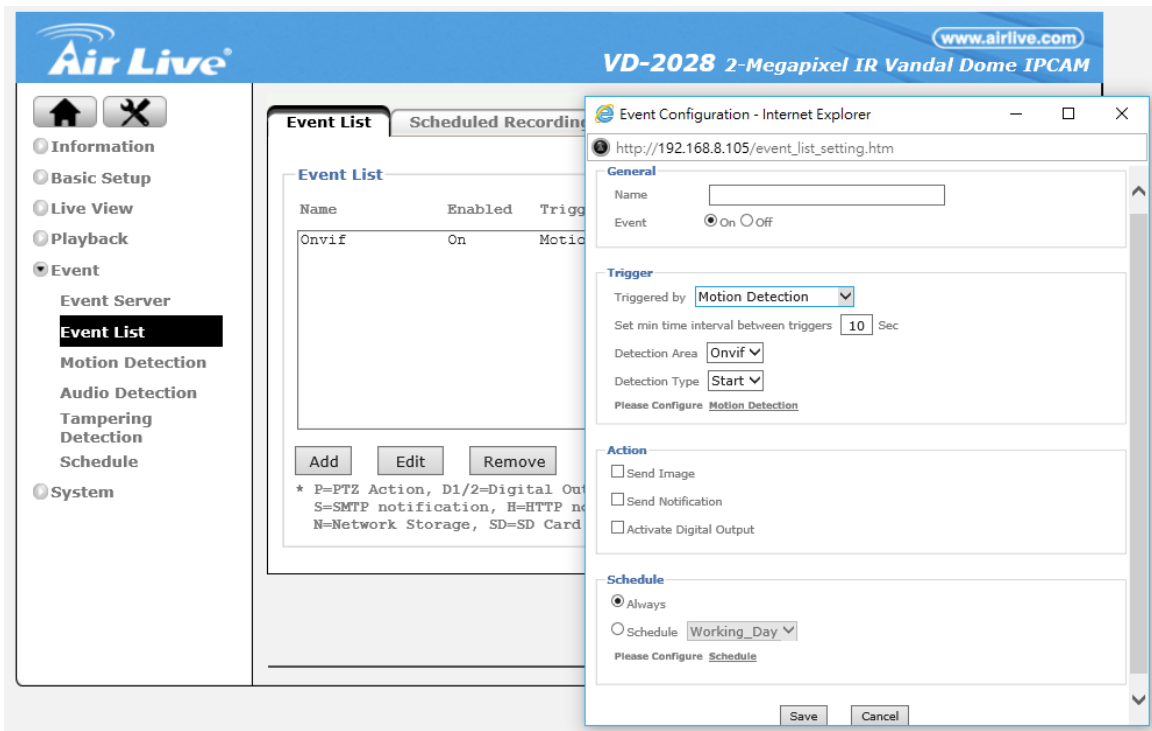 Air Live®
www.airlive.com
VD-2028 2-Megapixel IR Vandal Dome IPCAM
Information
Basic Setup
Live View
Playback
Event
Event Server
Event List
Motion Detection
Audio Detection
Tampering
Detection
Schedule
System
Event List
Scheduled Recording
Event List
Name Enabled Trigg
Onvif On Motio
Add Edit Remove
* P=PTZ Action, D1/2=Digital Out
S=SMTP notification, H=HTTP no
N=Network Storage, SD=SD Card
Event Configuration - Internet Explorer
http://192.168.8.105/event_list_setting.htm
General
Name
Event On Off
Trigger
Triggered by Motion Detection
Set min time interval between triggers 10 Sec
Detection Area Onvif
Detection Type Start
Please Configure Motion Detection
Action
Send Image
Send Notification
Activate Digital Output
Schedule
Always
Schedule Working_Day
Please Configure Schedule
Save Cancel